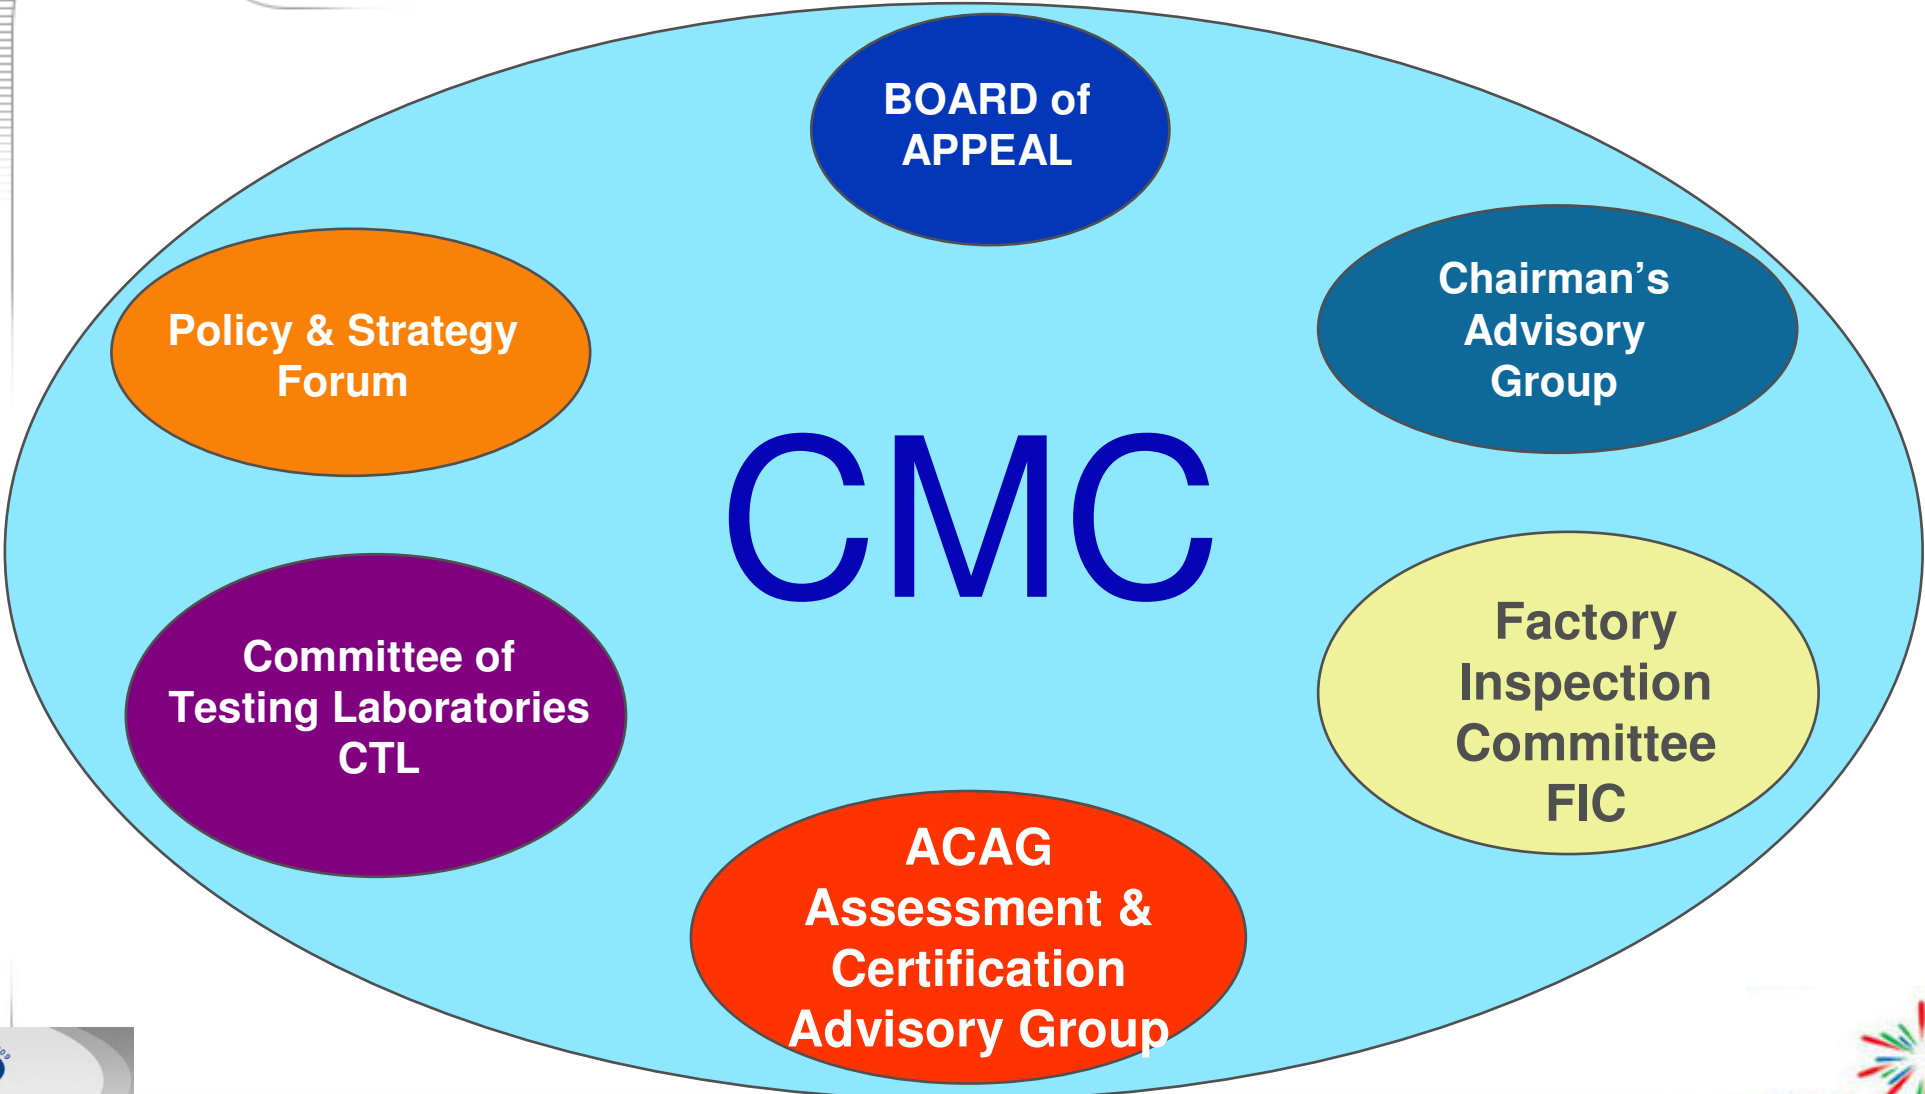 BOARD of
APPEAL
Chairman’s
Advisory
Group
Policy & Strategy
Forum
CMC
Factory
Inspection
Committee
FIC
Committee of
Testing Laboratories
CTL
ACAG
Assessment &
Certification
Advisory Group